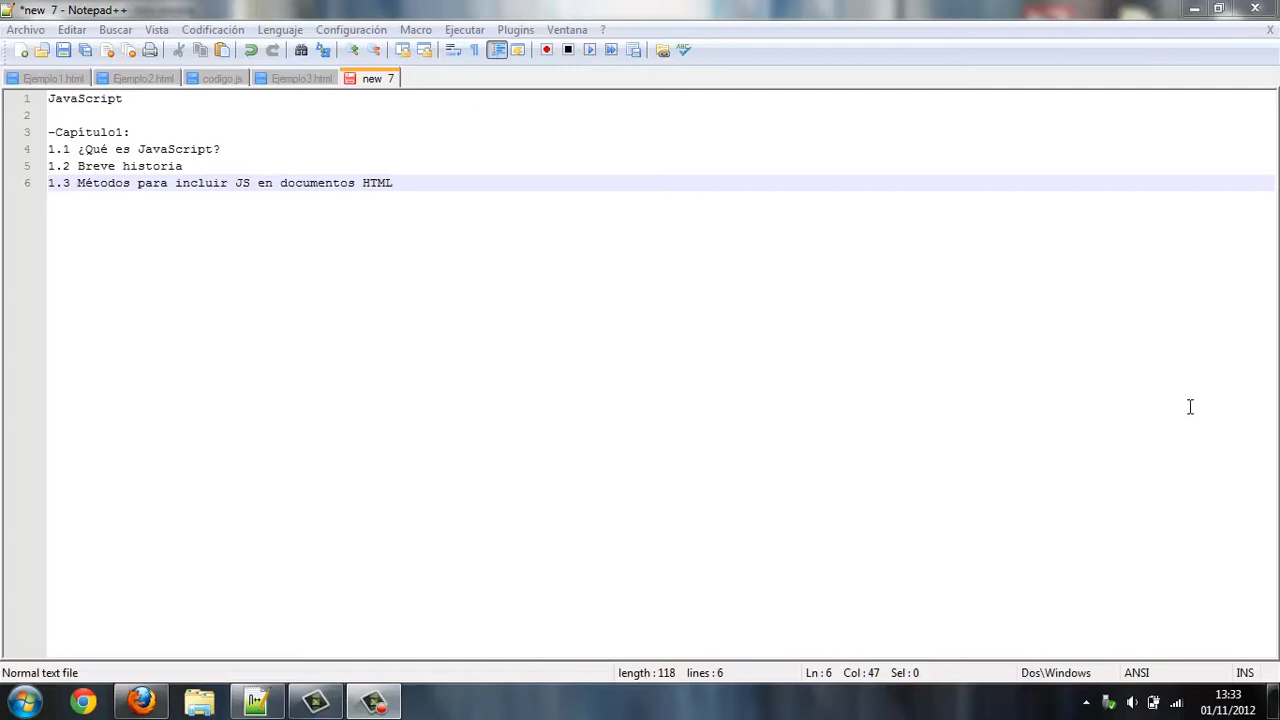 *new 7 - Notepad++
Archivo Editar Buscar Vista Codificación Lenguaje Configuración Macro Ejecutar Plugins Ventana ? X
Ejemplo1.html Ejemplo2.html codigo.js Ejemplo3.html new 7
1 JavaScript
2
3 -Capítulo1:
4 1.1 ¿Qué es JavaScript?
5 1.2 Breve historia
6 1.3 Métodos para incluir JS en documentos HTML
Normal text file length : 118 lines : 6 Ln : 6 Col : 47 Sel : 0 Dos\Windows ANSI INS
13:33
01/11/2012